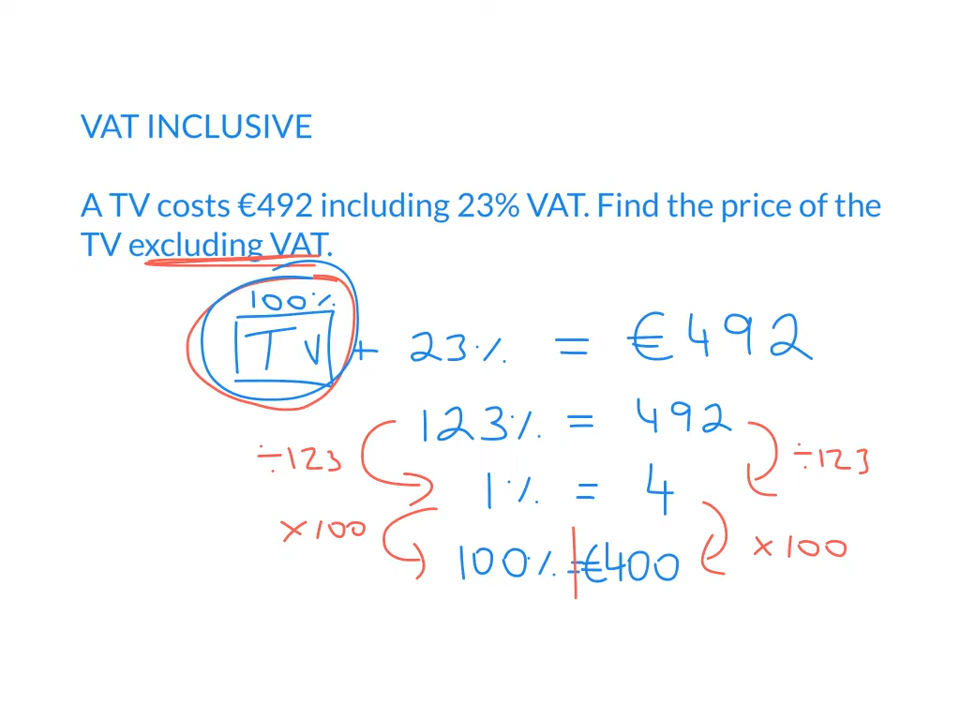 VAT INCLUSIVE
A TV costs €492 including 23% VAT. Find the price of the
TV excluding VAT.
100%
TV + 23% = €492
123% = 492
÷123 ÷123
1% = 4
×100 ×100
100% = €400